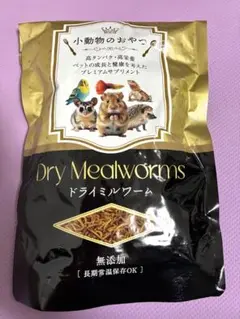 小動物のおやつ
高タンパク・高栄養
ペットの成長と健康を考えた
プレミアムサプリメント
Dry Mealworms
ドライミルワーム
無添加
[ 長期常温保存OK ]